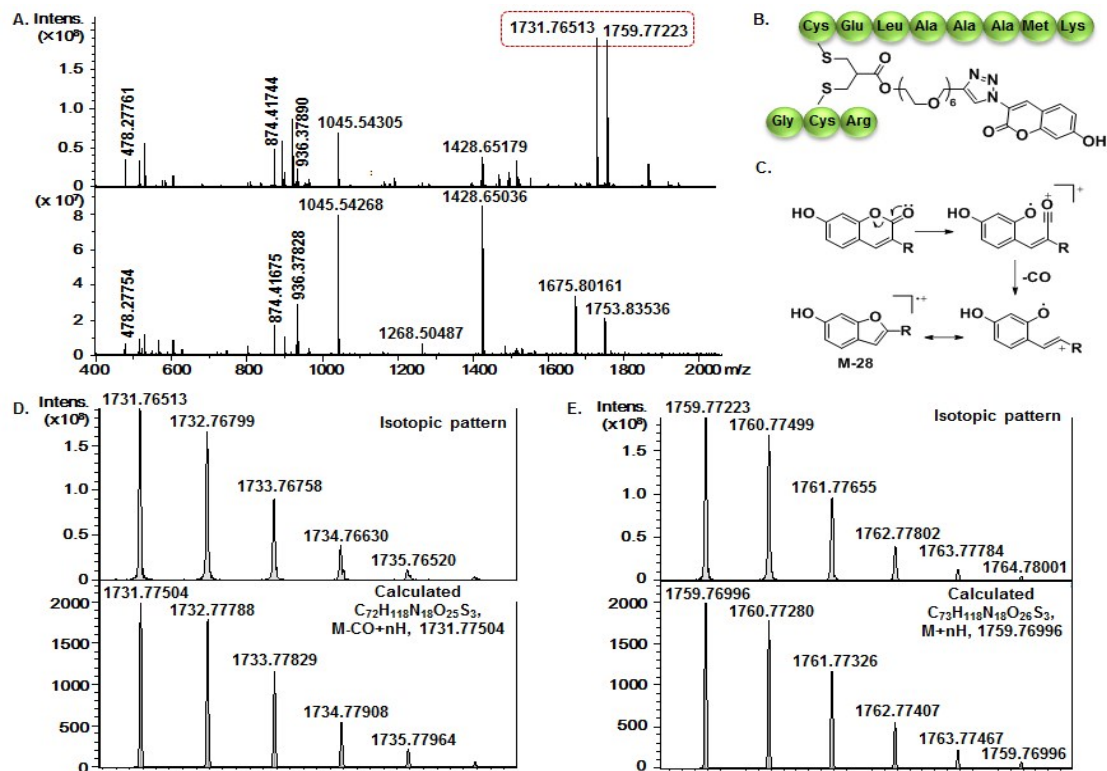 A.
Intens.
(×10⁸)
1.5
1.0
0.5
0
478.27761
874.41744
936.37890
1045.54305
1428.65179
1731.76513
1759.77223
(x 10⁷)
8
6
4
2
0
478.27754
874.41675
936.37828
1045.54268
1268.50487
1428.65036
1675.80161
1753.83536
400 600 800 1000 1200 1400 1600 1800 2000 m/z
B.
Cys Glu Leu Ala Ala Ala Met Lys
S
O
S
O
O
6
N=N
N
O
O
OH
Gly Cys Arg
C.
HO
O
O
R
HO
O
O
R
+
-CO
HO
O
R
M-28
HO
O
R
+
D.
Intens.
(x10⁸)
1731.76513
1732.76799
1733.76758
1734.76630
1735.76520
Isotopic pattern
1.5
1.0
0.5
0
1731.77504
1732.77788
1733.77829
1734.77908
1735.77964
Calculated
C₇₂H₁₁₈N₁₈O₂₅S₃,
M-CO+nH, 1731.77504
2000
1500
1000
500
0
E.
Intens.
(x10⁸)
1759.77223
1760.77499
1761.77655
1762.77802
1763.77784
1764.78001
Isotopic pattern
1.5
1.0
0.5
0
1759.76996
1760.77280
1761.77326
1762.77407
1763.77467
1759.76996
Calculated
C₇₃H₁₁₈N₁₈O₂₆S₃,
M+nH, 1759.76996
2000
1500
1000
500
0